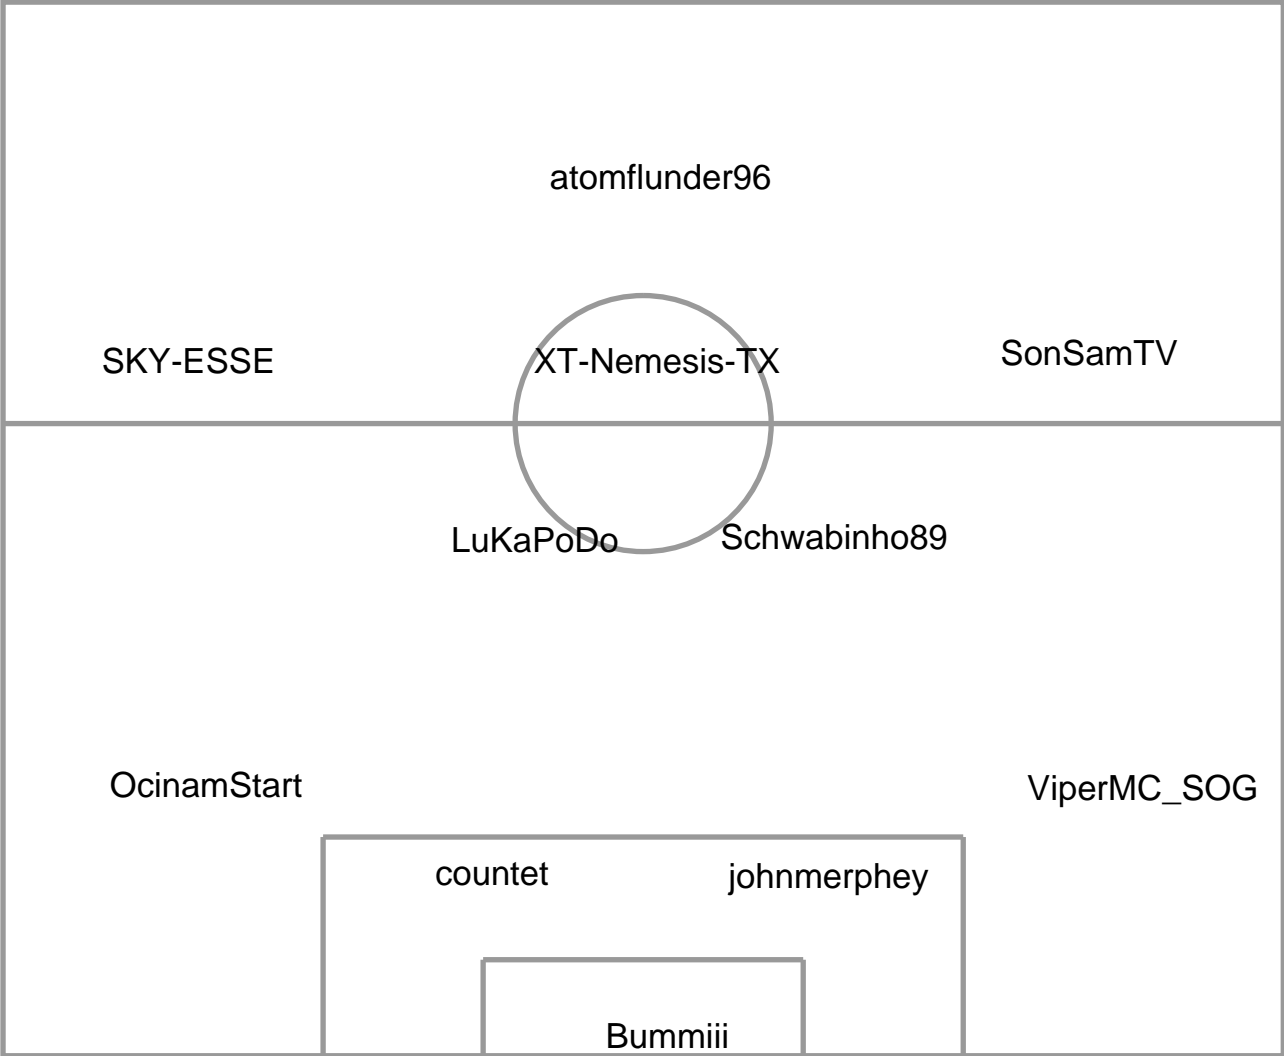 atomflunder96
SKY-ESSE XT-Nemesis-TX SonSamTV
LuKaPoDo Schwabinho89
OcinamStart ViperMC_SOG
countet johnmerphey
Bummiii